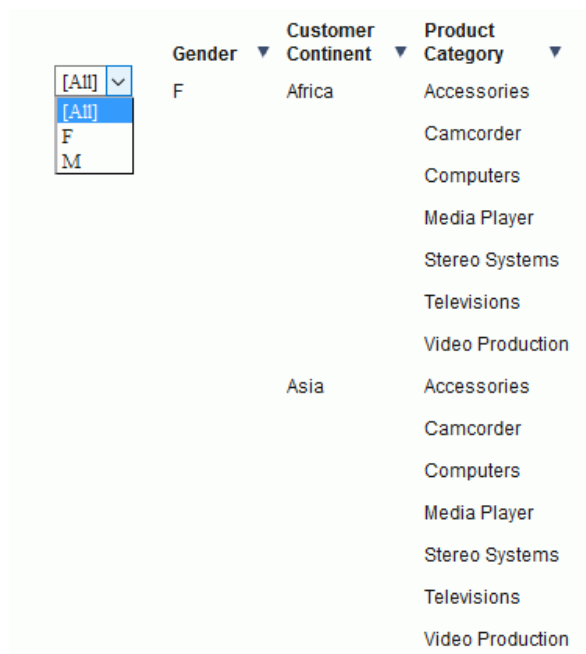 Gender Customer Continent Product Category
[All]
[All]
F
M
F Africa Accessories
Camcorder
Computers
Media Player
Stereo Systems
Televisions
Video Production
Asia Accessories
Camcorder
Computers
Media Player
Stereo Systems
Televisions
Video Production